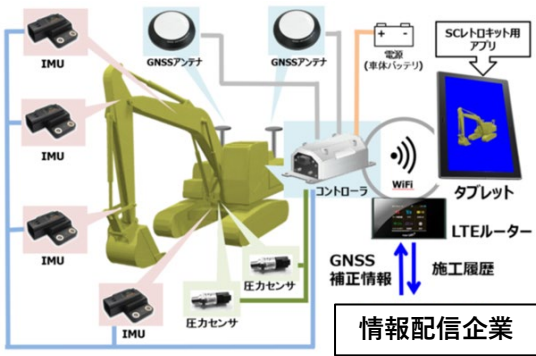 IMU
GNSSアンテナ
GNSSアンテナ
電源
(車体バッテリ)
SCレトロキット用
アプリ
IMU
コントローラ
WiFi
タブレット
LTEルーター
IMU
圧力センサ
圧力センサ
IMU
GNSS
補正情報
施工履歴
情報配信企業